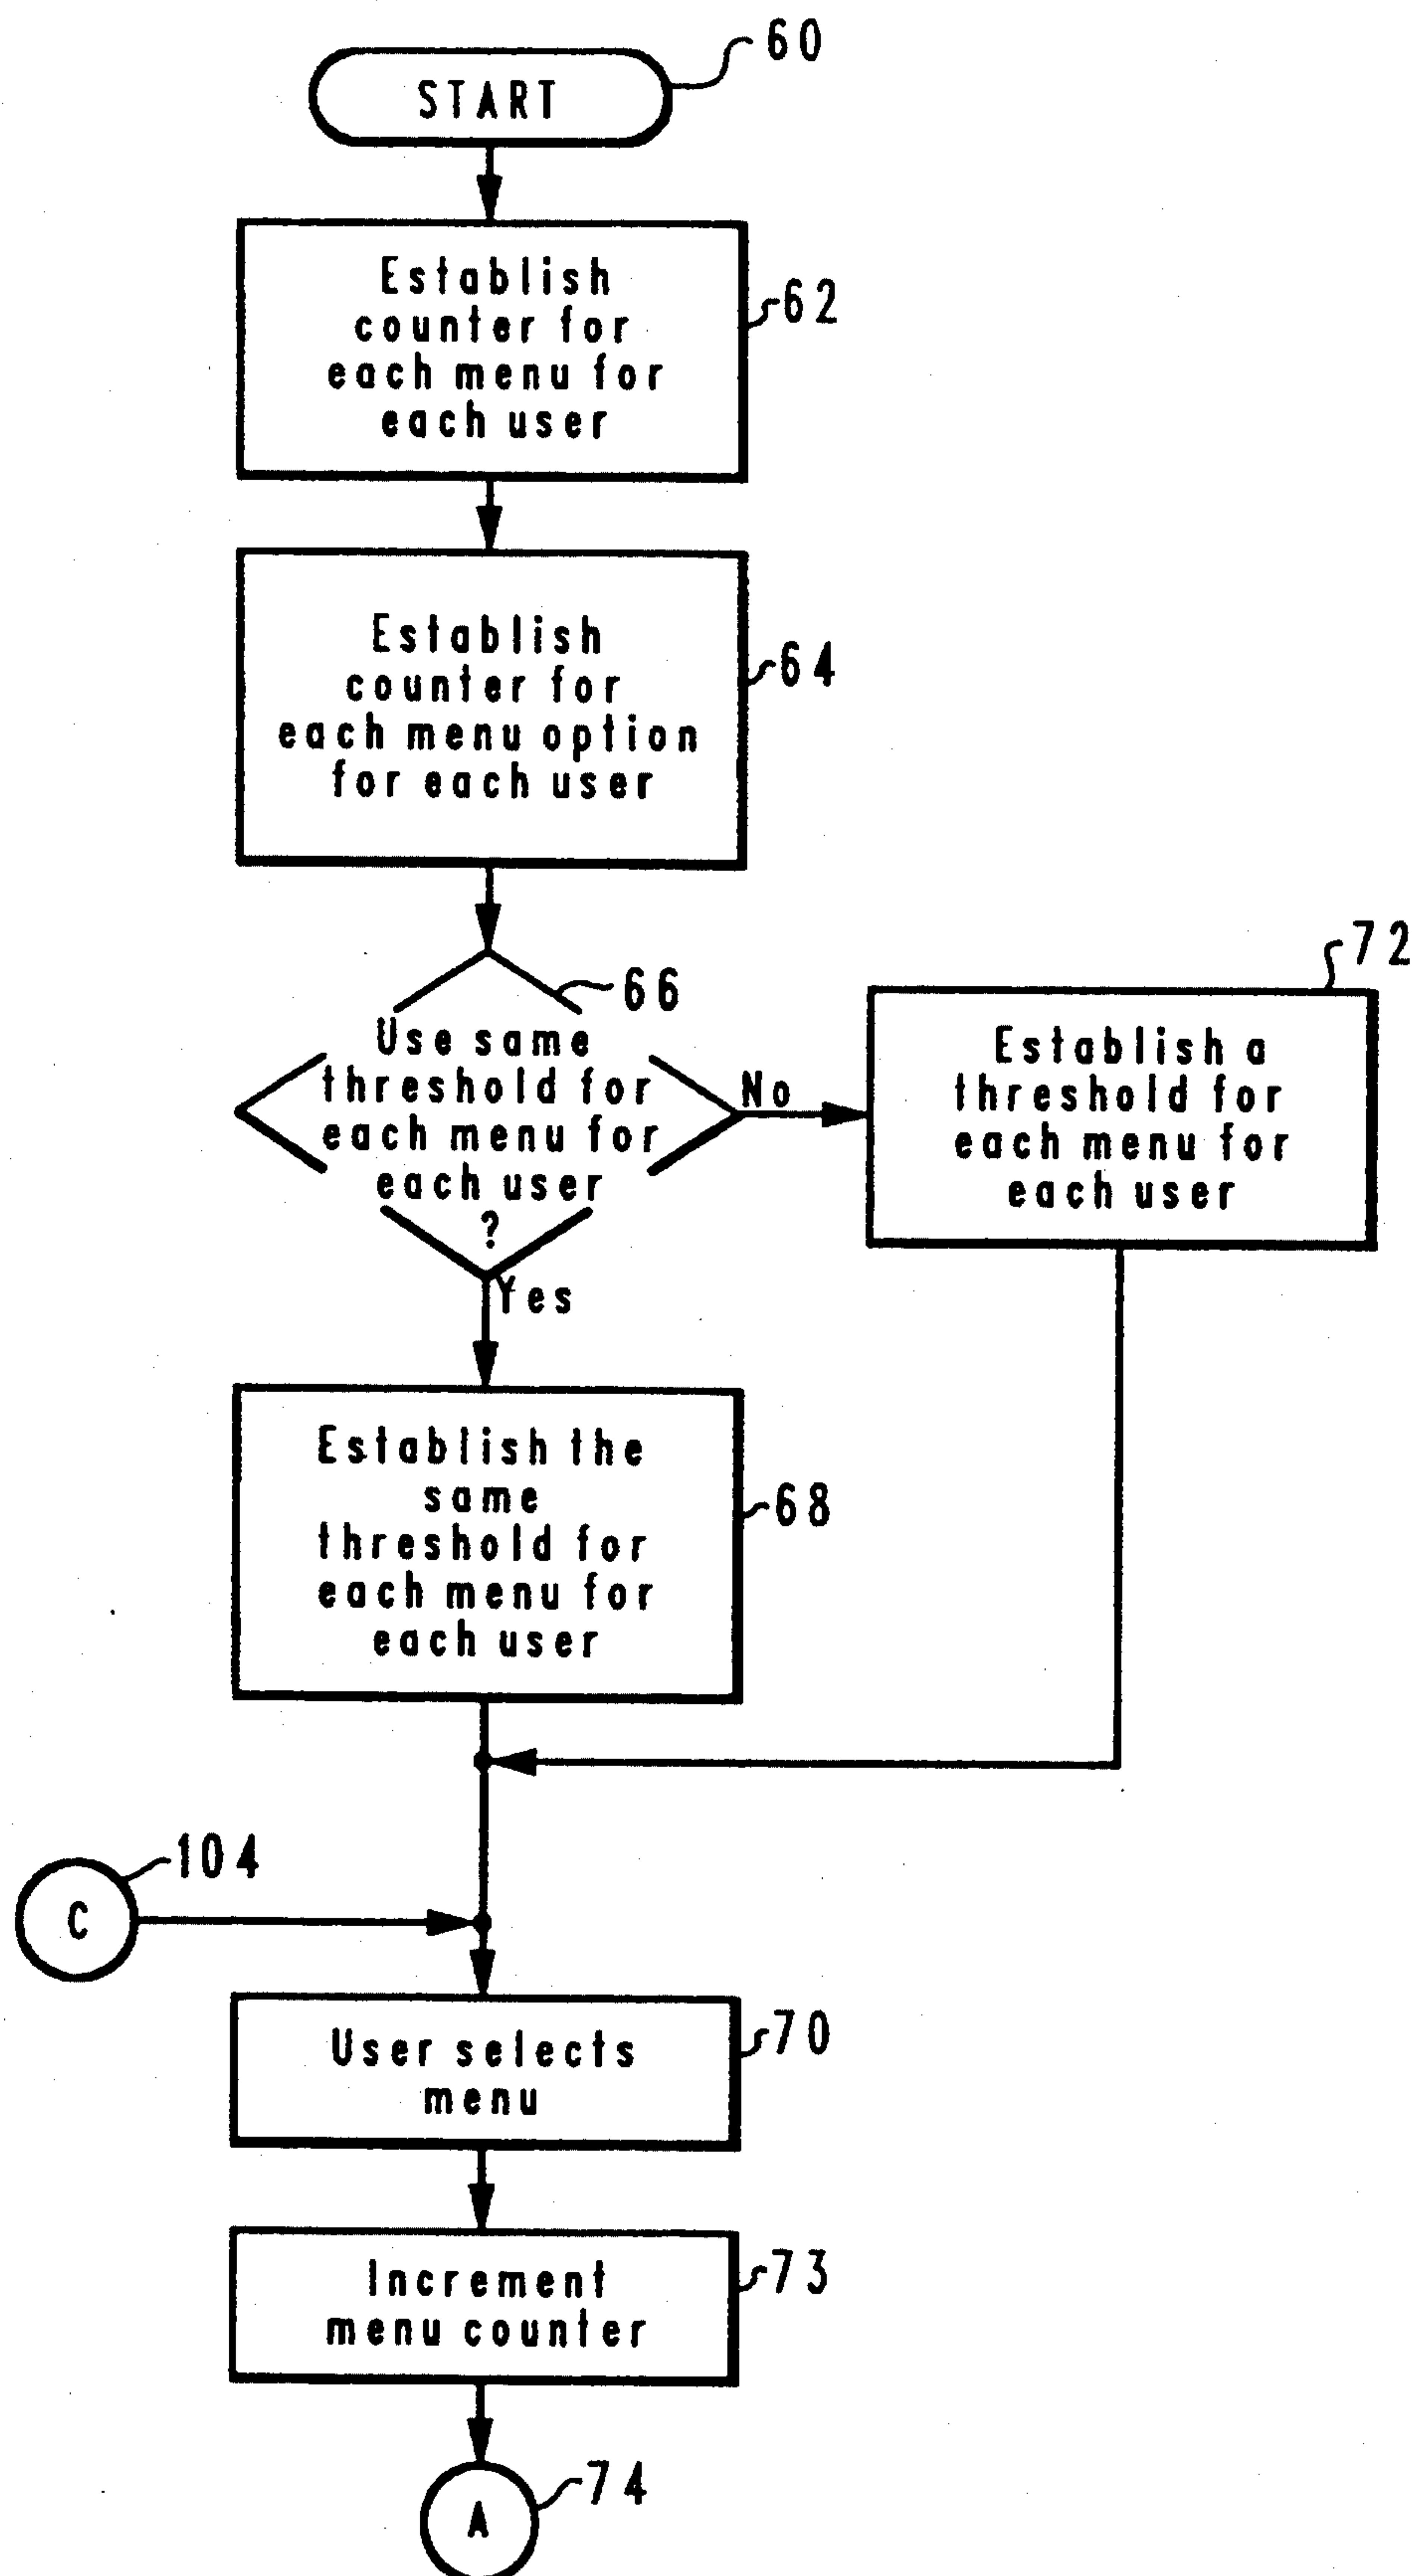 60
START
Establish
counter for
each menu for
each user
62
Establish
counter for
each menu option
for each user
64
66
Use same
threshold for
each menu for
each user
?
No
Yes
72
Establish a
threshold for
each menu for
each user
Establish the
same
threshold for
each menu for
each user
68
104
C
User selects
menu
70
Increment
menu counter
73
A
74